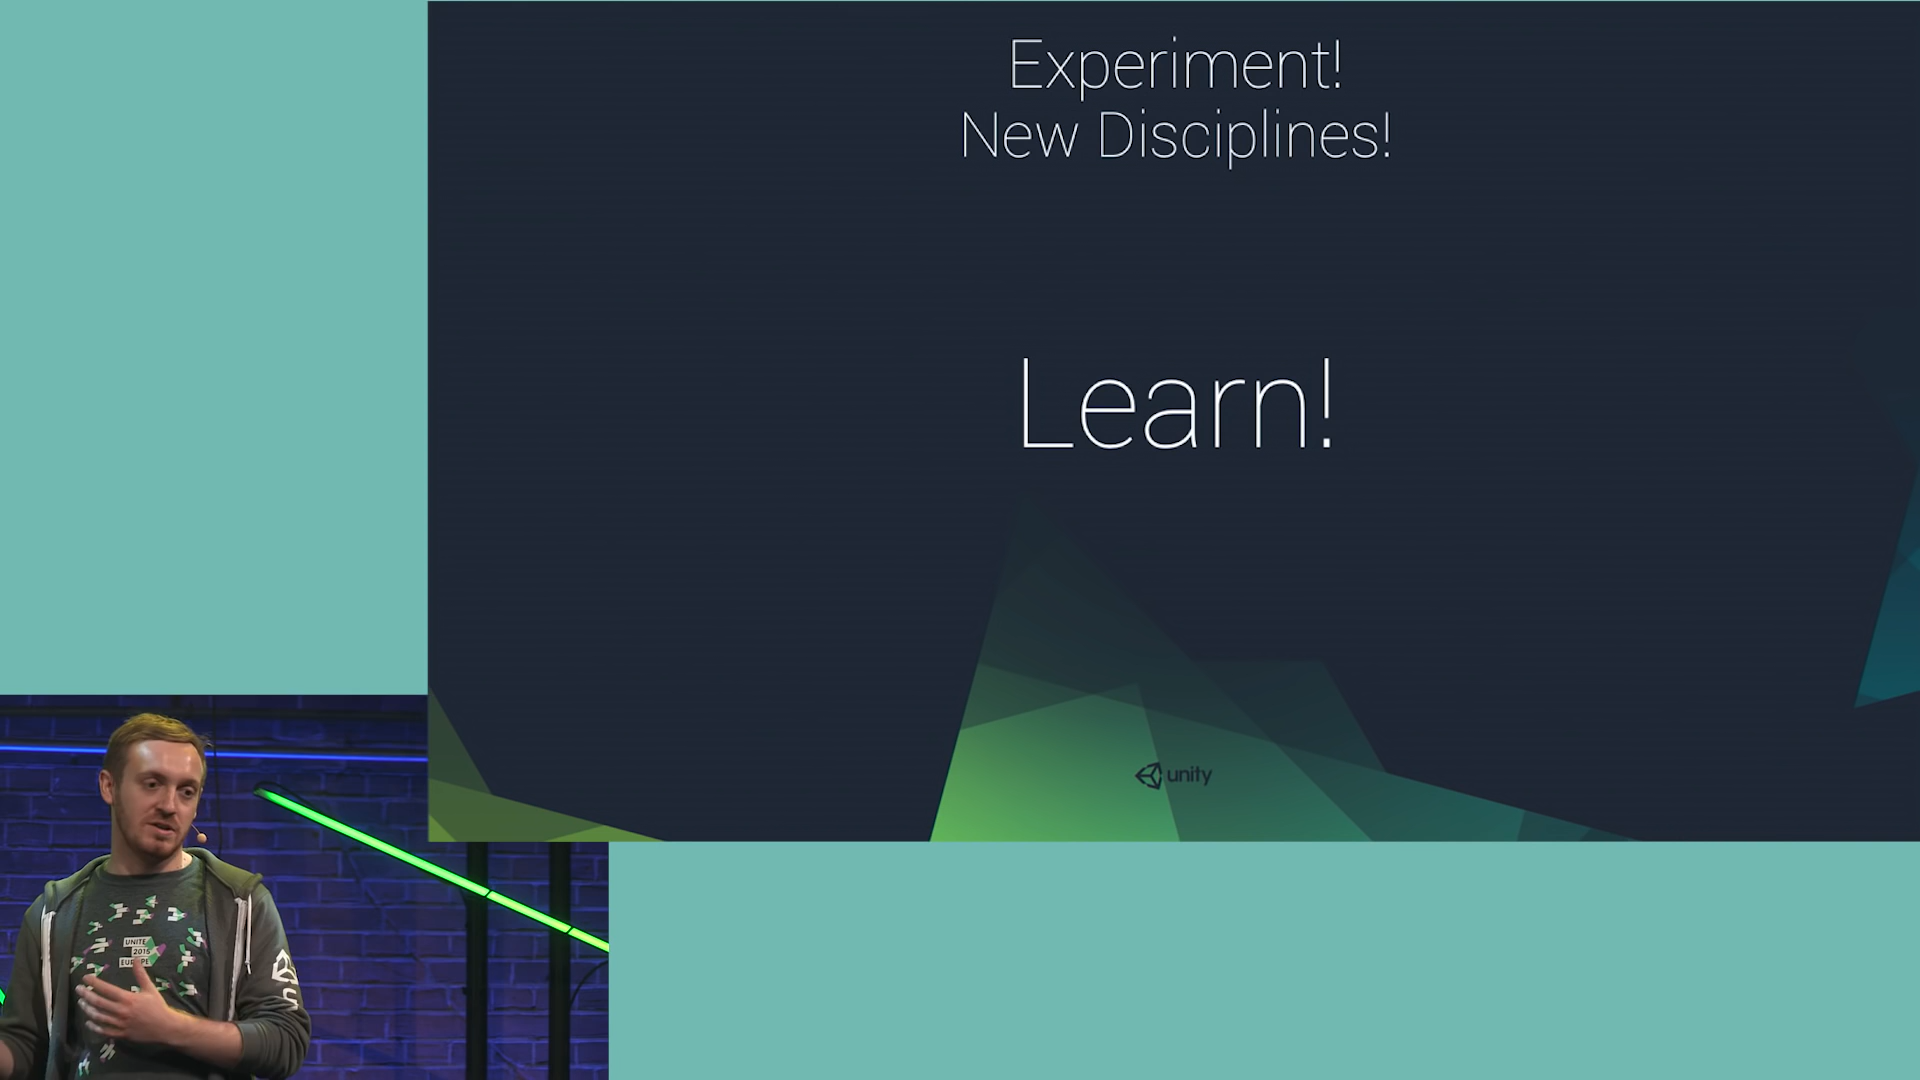 Experiment!
New Disciplines!
Learn!
unity
UNITE
2015
EUROPE